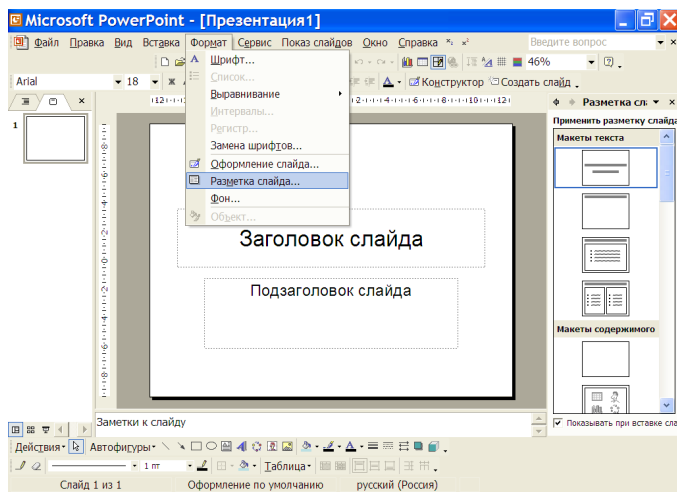 Microsoft PowerPoint - [Презентация1]
Файл Правка Вид Вставка Формат Сервис Показ слайдов Окно Справка Введите вопрос
46%
Arial 18 Ж Конструктор Создать слайд
Шрифт...
Список...
Выравнивание
Интервалы...
Регистр...
Замена шрифтов...
Оформление слайда...
Разметка слайда...
Фон...
Объект...
1
Заголовок слайда
Подзаголовок слайда
Разметка сл
Применить разметку слайда
Макеты текста
Макеты содержимого
Показывать при вставке сла
Заметки к слайду
Действия Автофигуры
1 пт Таблица
Слайд 1 из 1 Оформление по умолчанию русский (Россия)